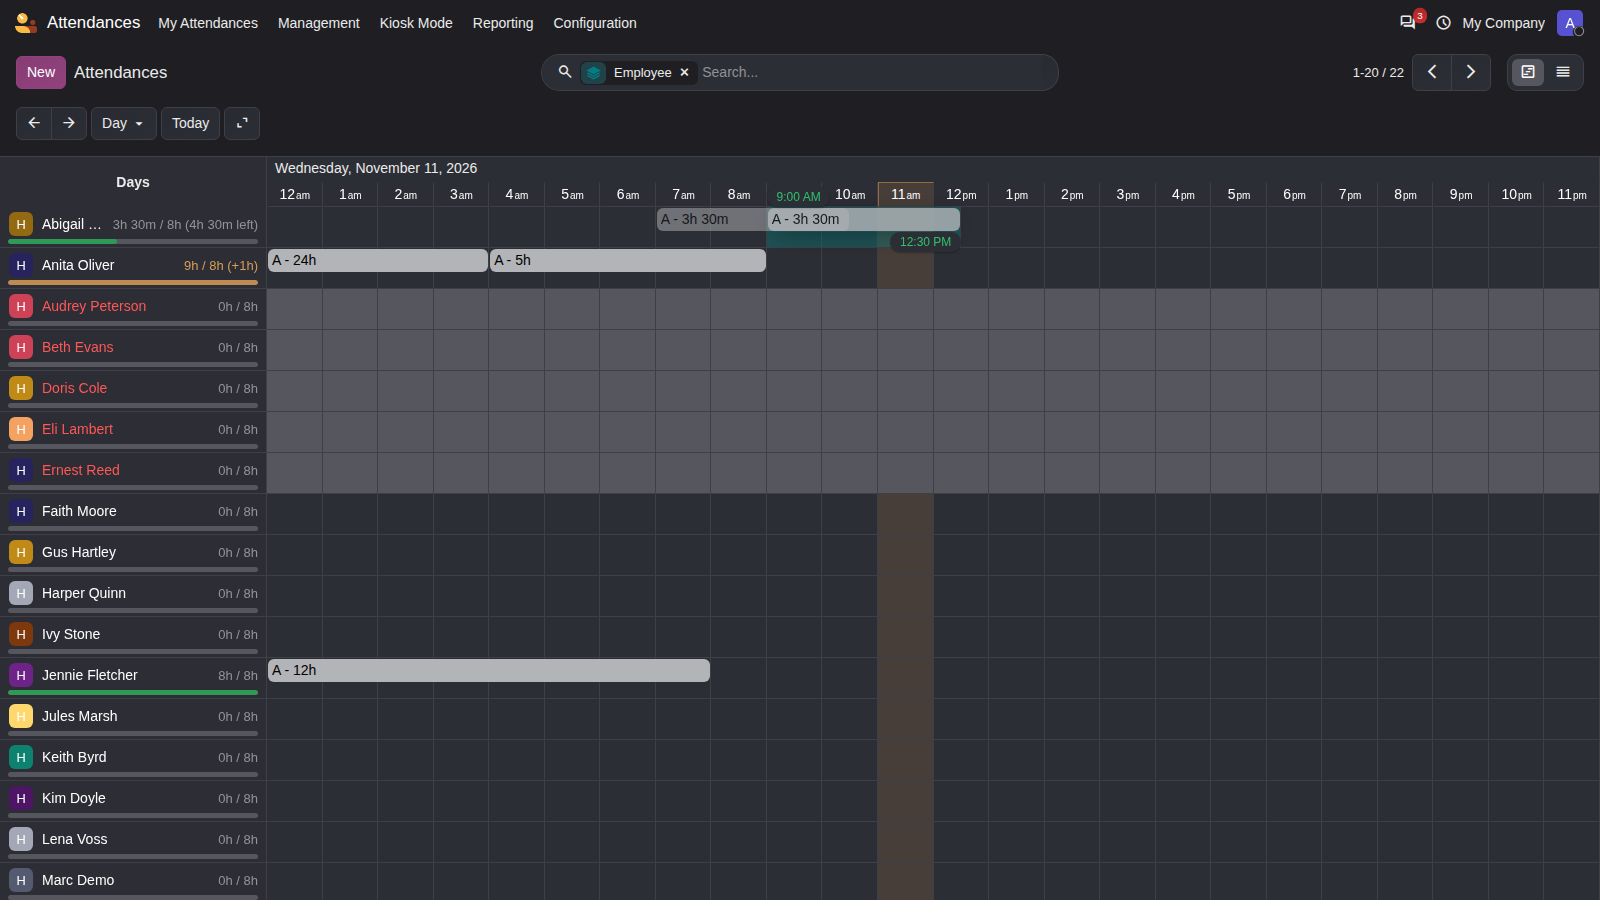 Attendances My Attendances Management Kiosk Mode Reporting Configuration 3 My Company A
New Attendances Employee × Search... 1-20 / 22
Day Today
Days Wednesday, November 11, 2026
12am 1am 2am 3am 4am 5am 6am 7am 8am 9:00 AM 10am 11am 12pm 1pm 2pm 3pm 4pm 5pm 6pm 7pm 8pm 9pm 10pm 11pm
H Abigail ... 3h 30m / 8h (4h 30m left) A - 3h 30m A - 3h 30m
12:30 PM
H Anita Oliver 9h / 8h (+1h) A - 24h A - 5h
H Audrey Peterson 0h / 8h
H Beth Evans 0h / 8h
H Doris Cole 0h / 8h
H Eli Lambert 0h / 8h
H Ernest Reed 0h / 8h
H Faith Moore 0h / 8h
H Gus Hartley 0h / 8h
H Harper Quinn 0h / 8h
H Ivy Stone 0h / 8h
H Jennie Fletcher 8h / 8h A - 12h
H Jules Marsh 0h / 8h
H Keith Byrd 0h / 8h
H Kim Doyle 0h / 8h
H Lena Voss 0h / 8h
H Marc Demo 0h / 8h